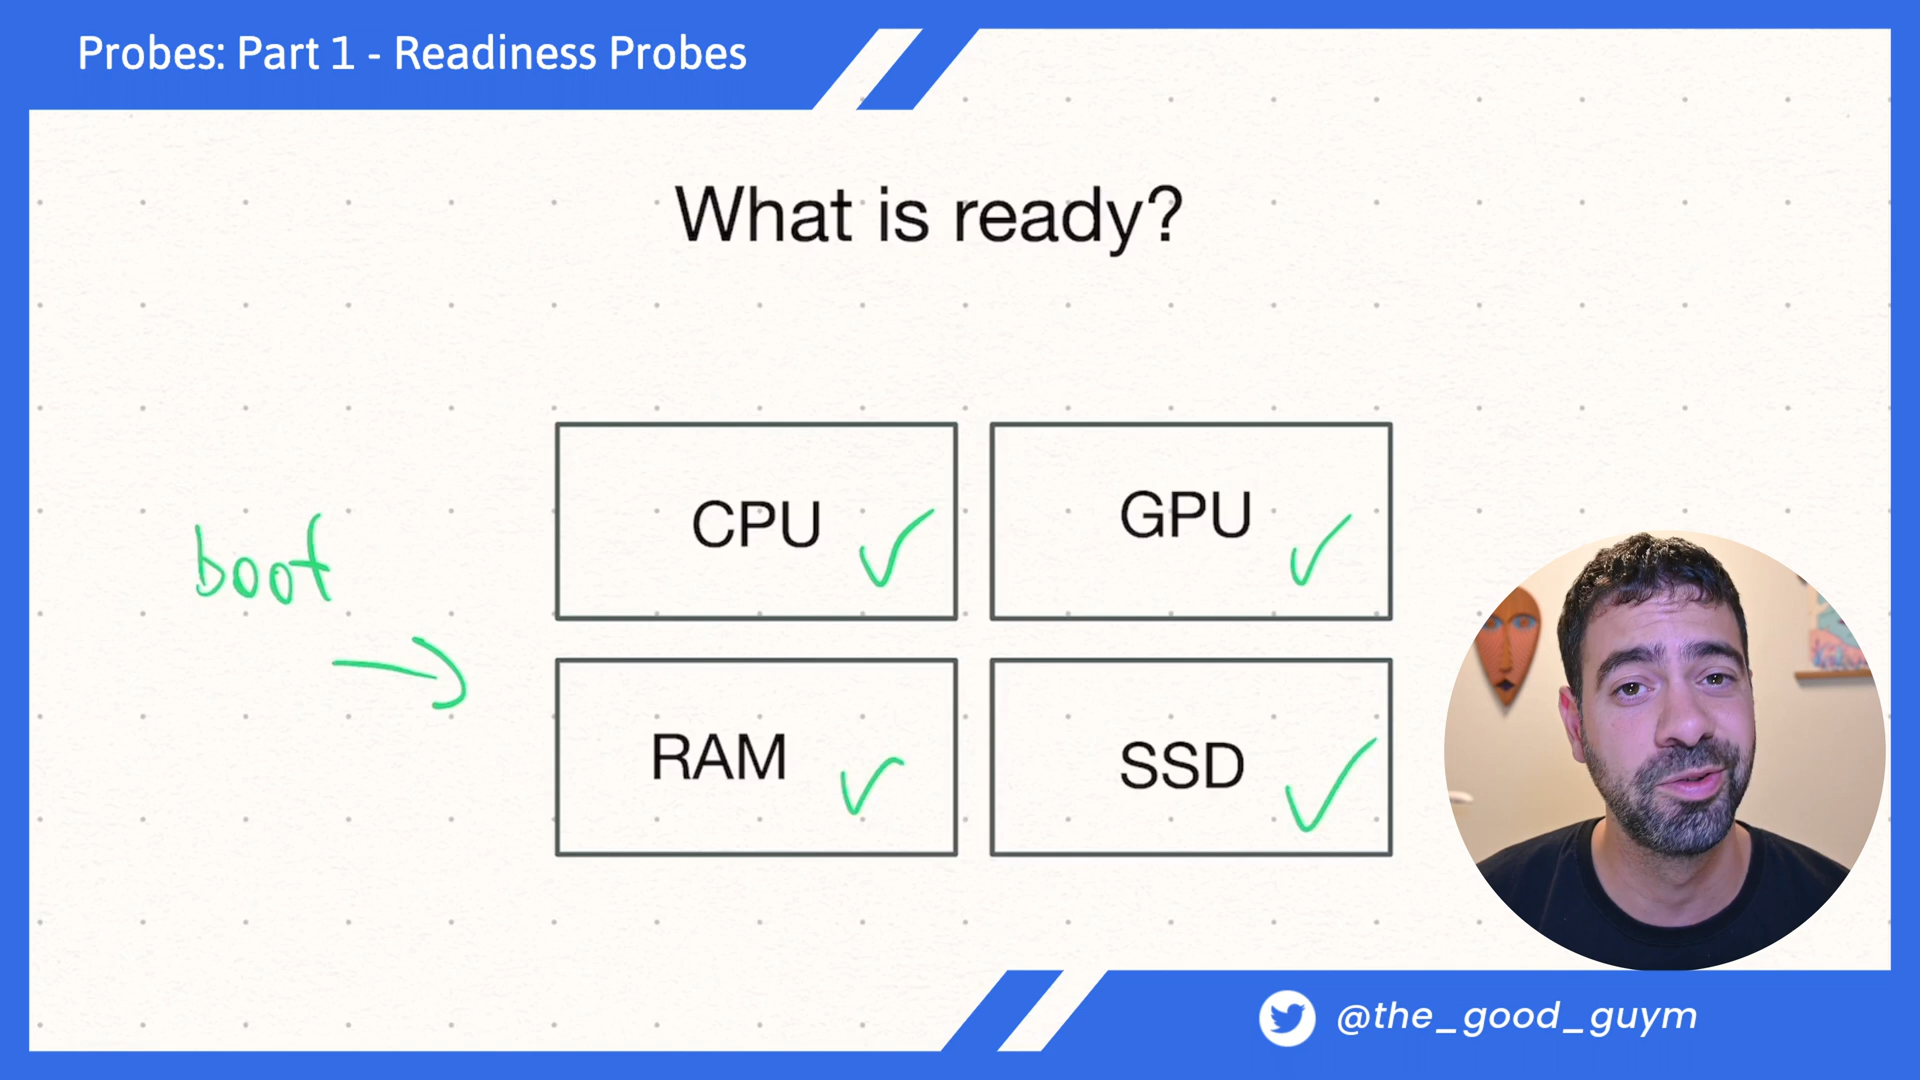 Probes: Part 1 - Readiness Probes
What is ready?
CPU
GPU
boot
RAM
SSD
@the_good_guym